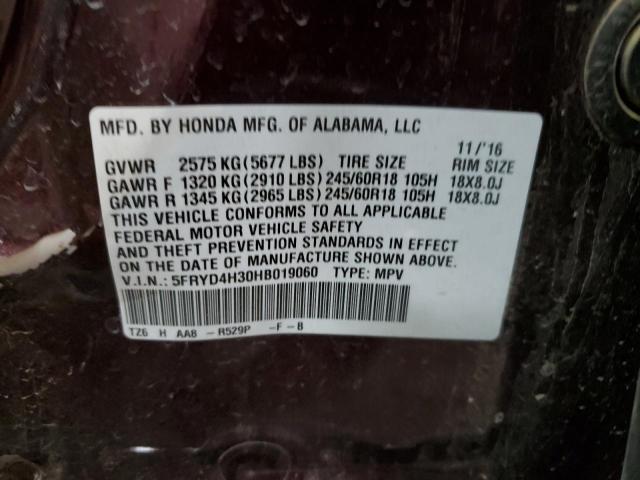 MFD. BY HONDA MFG. OF ALABAMA, LLC
11/'16
GVWR 2575 KG(5677 LBS) TIRE SIZE RIM SIZE
GAWR F 1320 KG(2910 LBS)245/60R18 105H 18X8.0J
GAWR R 1345 KG(2965 LBS)245/60R18 105H 18X8.0J
THIS VEHICLE CONFORMS TO ALL APPLICABLE
FEDERAL MOTOR VEHICLE SAFETY
AND THEFT PREVENTION STANDARDS IN EFFECT
ON THE DATE OF MANUFACTURE SHOWN ABOVE.
V.I.N.: 5FRYD4H30HB019060 TYPE: MPV
TZ6 H AA8 -R529P -F-B